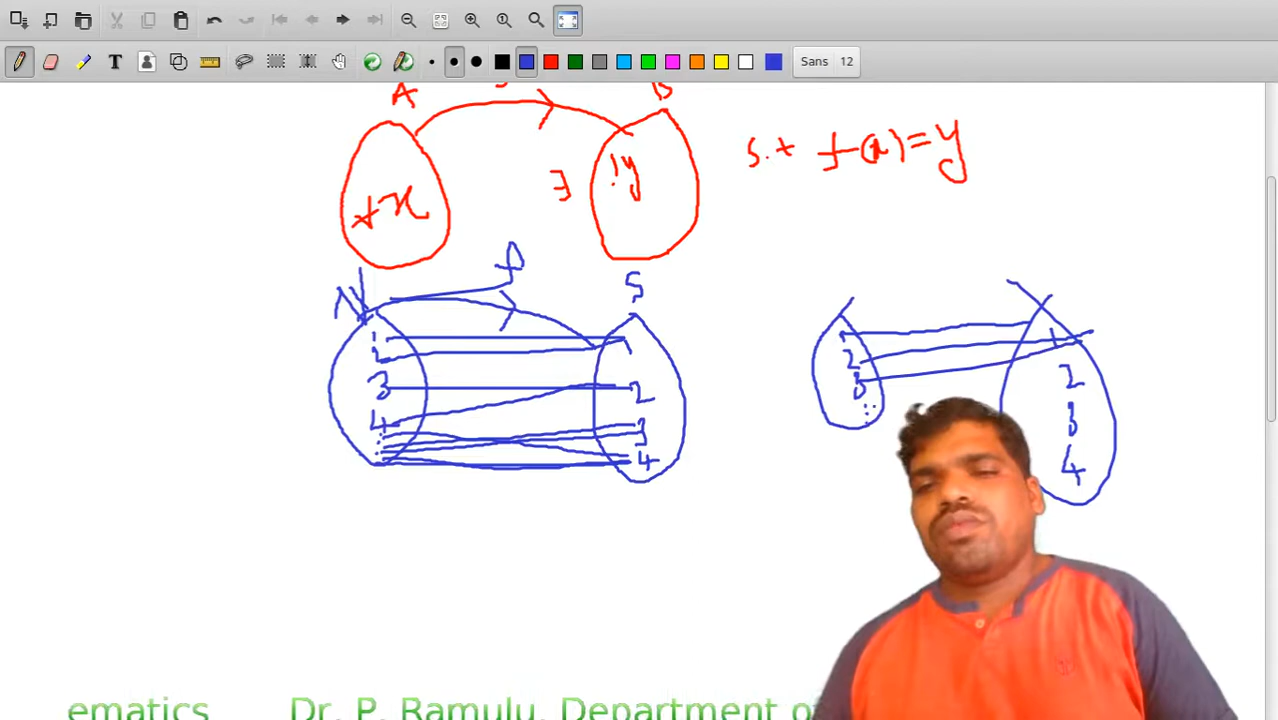 Sans 12
A B
∀x ∃ !y s.t f(x)=y
f
N S
1 1
2
3 2
4 3
4
1 1
2 2
3 3
4
ematics Dr. P. Ramulu, Department of